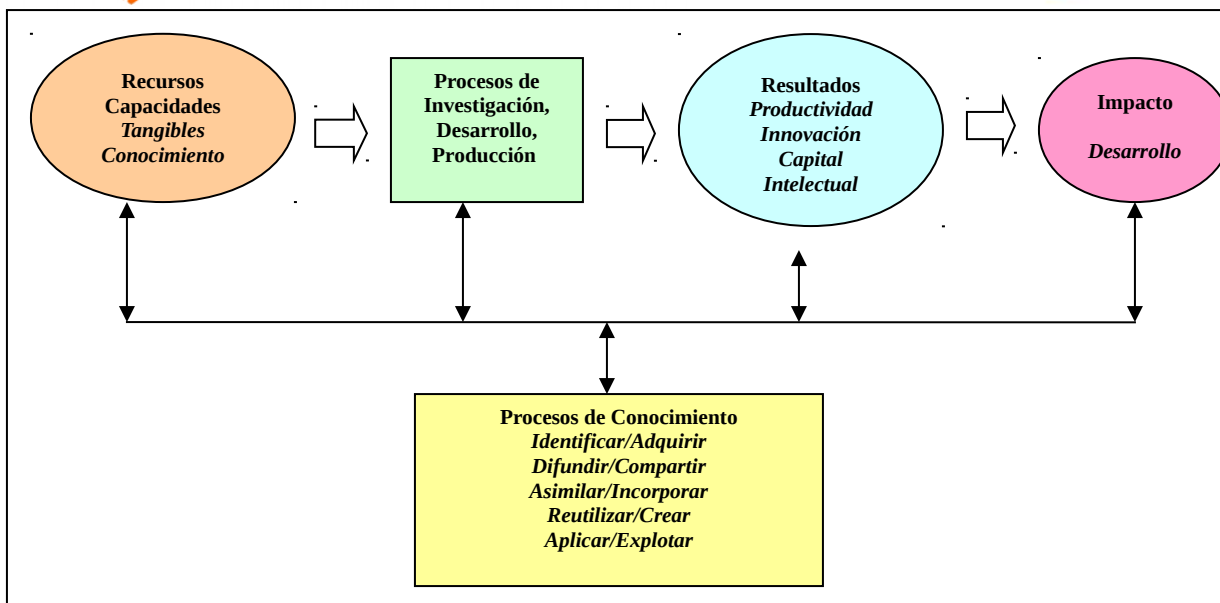 Recursos
Capacidades
Tangibles
Conocimiento
Procesos de
Investigación,
Desarrollo,
Producción
Resultados
Productividad
Innovación
Capital
Intelectual
Impacto
Desarrollo
Procesos de Conocimiento
Identificar/Adquirir
Difundir/Compartir
Asimilar/Incorporar
Reutilizar/Crear
Aplicar/Explotar